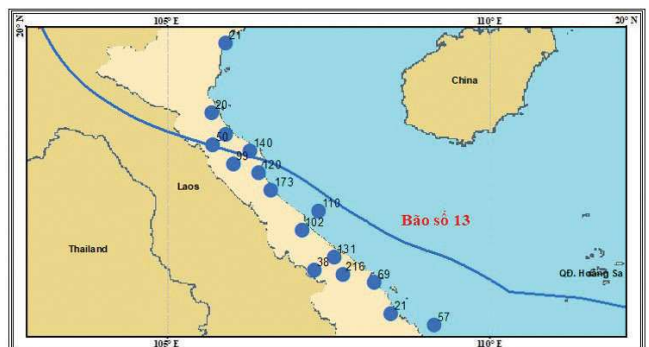 105° E
110° E
20° N
20° N
21
China
20-
50
140
99
120
Laos
173
110
Bão số 13
102
Thailand
131
38
216
69
QĐ. Hoàng Sa
21
57
105° E
110° E